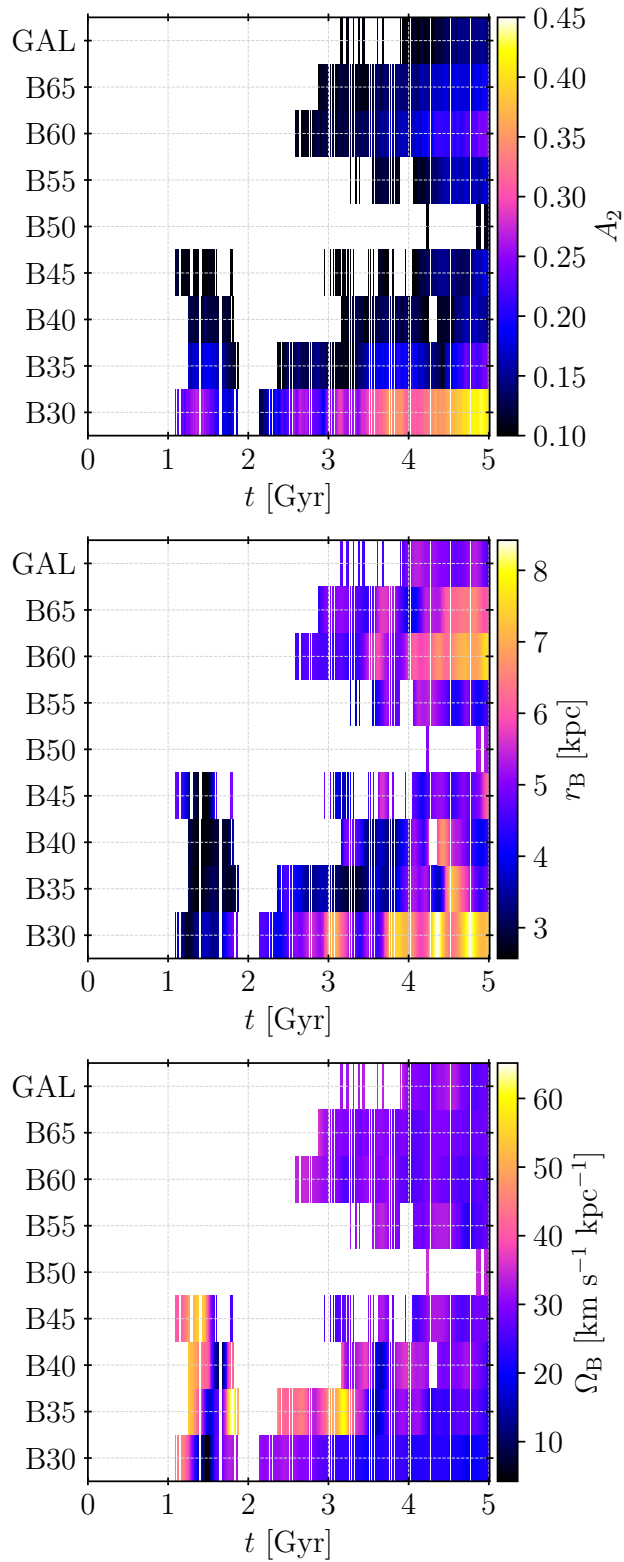 GAL
B65
B60
B55
B50
B45
B40
B35
B30
0 1 2 3 4 5
t [Gyr]
0.45
0.40
0.35
0.30
0.25
0.20
0.15
0.10
A2
GAL
B65
B60
B55
B50
B45
B40
B35
B30
0 1 2 3 4 5
t [Gyr]
8
7
6
5
4
3
rB [kpc]
GAL
B65
B60
B55
B50
B45
B40
B35
B30
0 1 2 3 4 5
t [Gyr]
60
50
40
30
20
10
ΩB [km s−1 kpc−1]